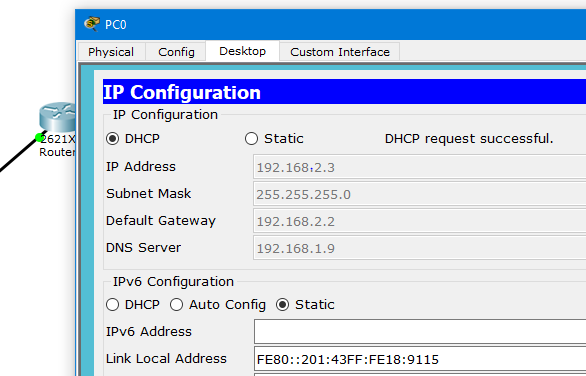 PC0
Physical Config Desktop Custom Interface
IP Configuration
IP Configuration
DHCP Static DHCP request successful.
IP Address 192.168.2.3
Subnet Mask 255.255.255.0
Default Gateway 192.168.2.2
DNS Server 192.168.1.9
IPv6 Configuration
DHCP Auto Config Static
IPv6 Address
Link Local Address FE80::201:43FF:FE18:9115
2621X
Router